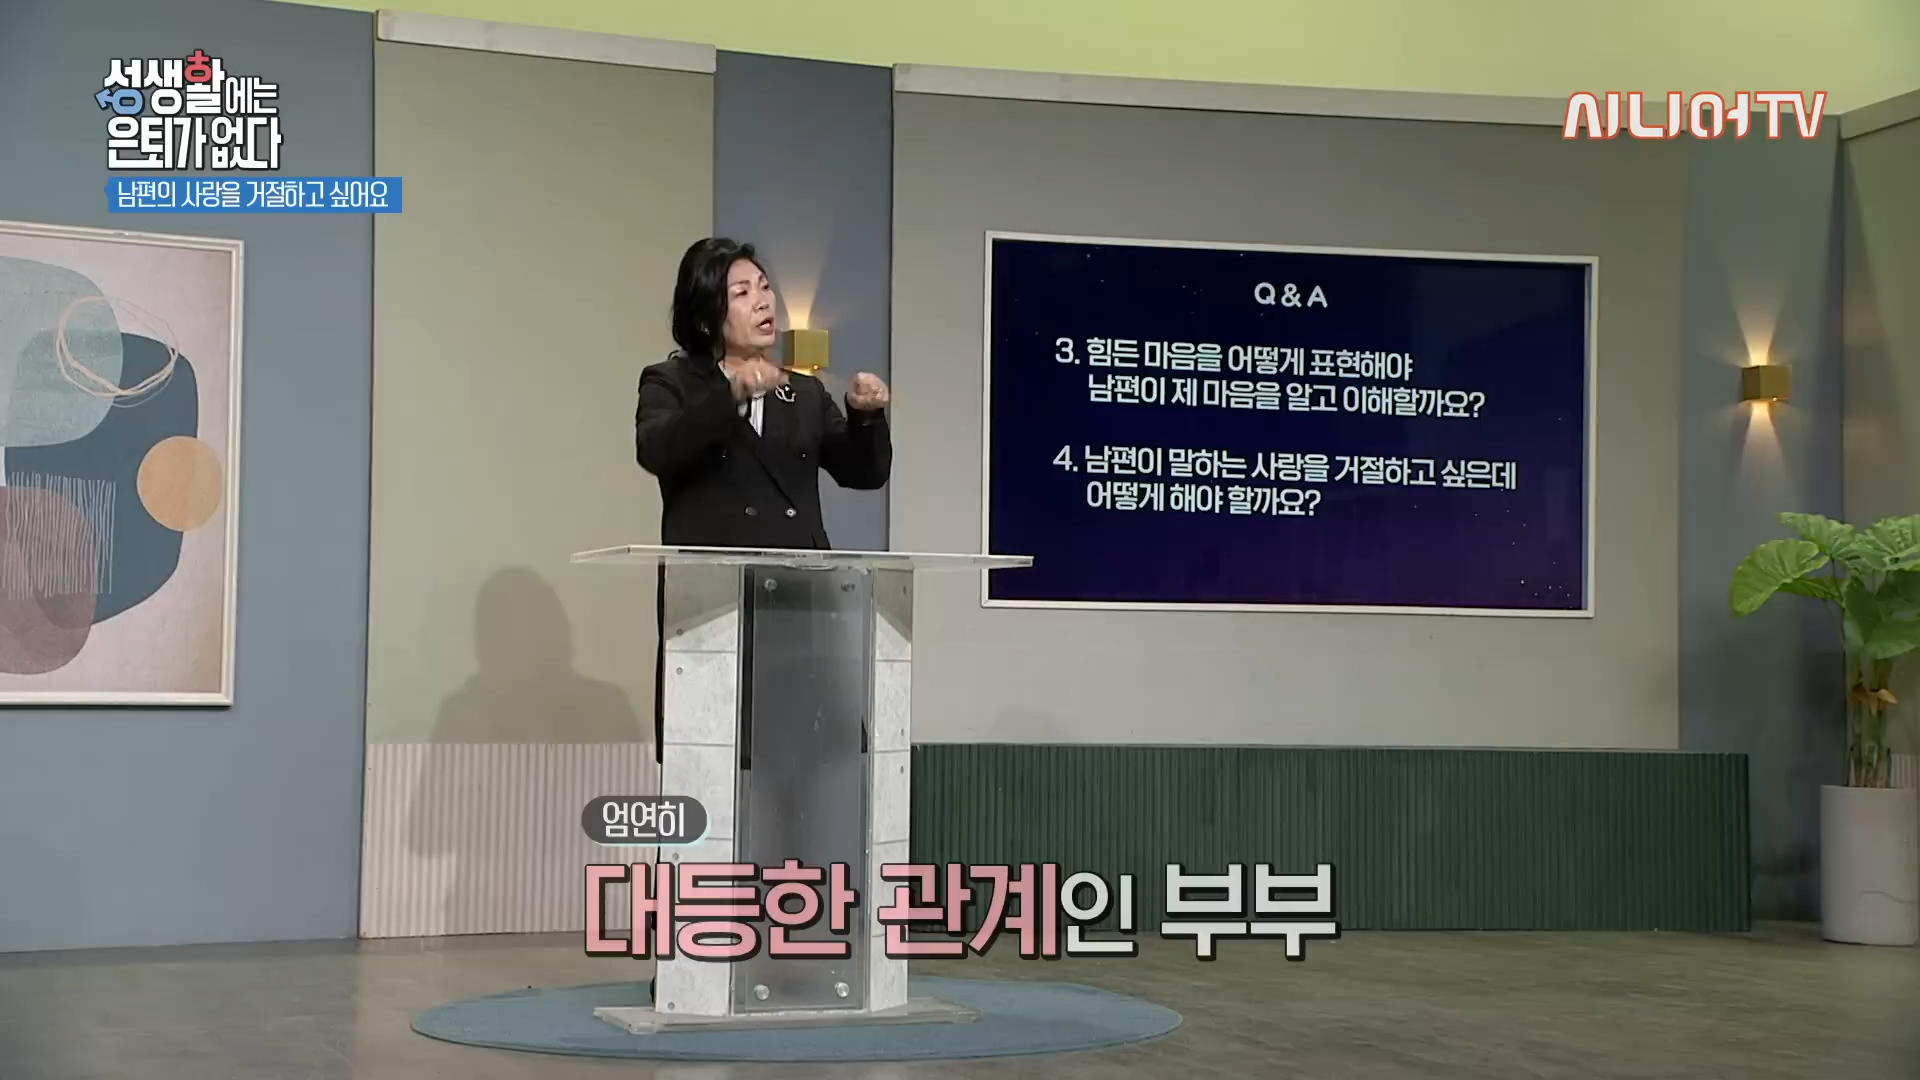 성생활에는
은퇴가 없다
남편의 사랑을 거절하고 싶어요
시니어TV
Q & A
3. 힘든 마음을 어떻게 표현해야
남편이 제 마음을 알고 이해할까요?
4. 남편이 말하는 사랑을 거절하고 싶은데
어떻게 해야 할까요?
엄연히
대등한 관계인 부부